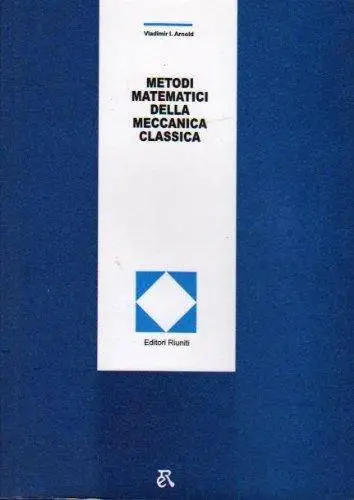 Vladimir I. Arnold
METODI
MATEMATICI
DELLA
MECCANICA
CLASSICA
Editori Riuniti